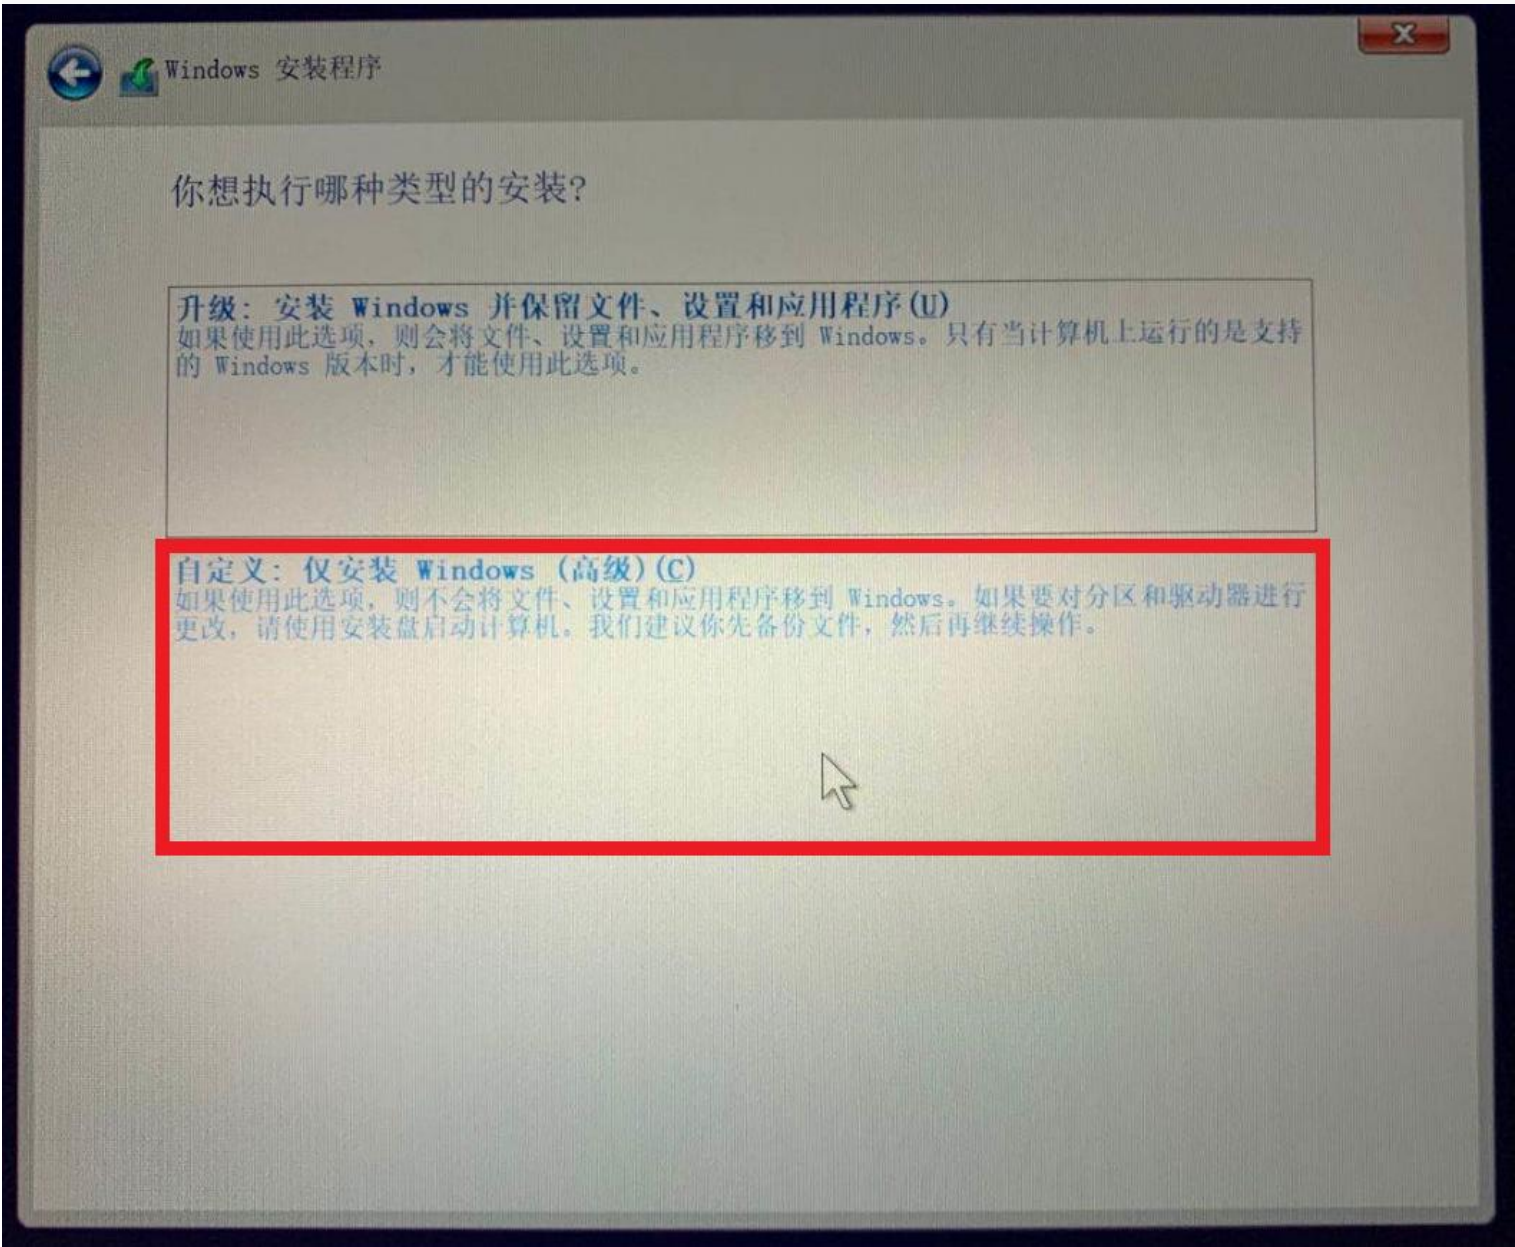 Windows 安装程序
你想执行哪种类型的安装?
升级: 安装 Windows 并保留文件、设置和应用程序(U)
如果使用此选项，则会将文件、设置和应用程序移到 Windows。只有当计算机上运行的是支持
的 Windows 版本时，才能使用此选项。
自定义: 仅安装 Windows (高级)(C)
如果使用此选项，则不会将文件、设置和应用程序移到 Windows。如果要对分区和驱动器进行
更改，请使用安装盘启动计算机。我们建议你先备份文件，然后再继续操作。